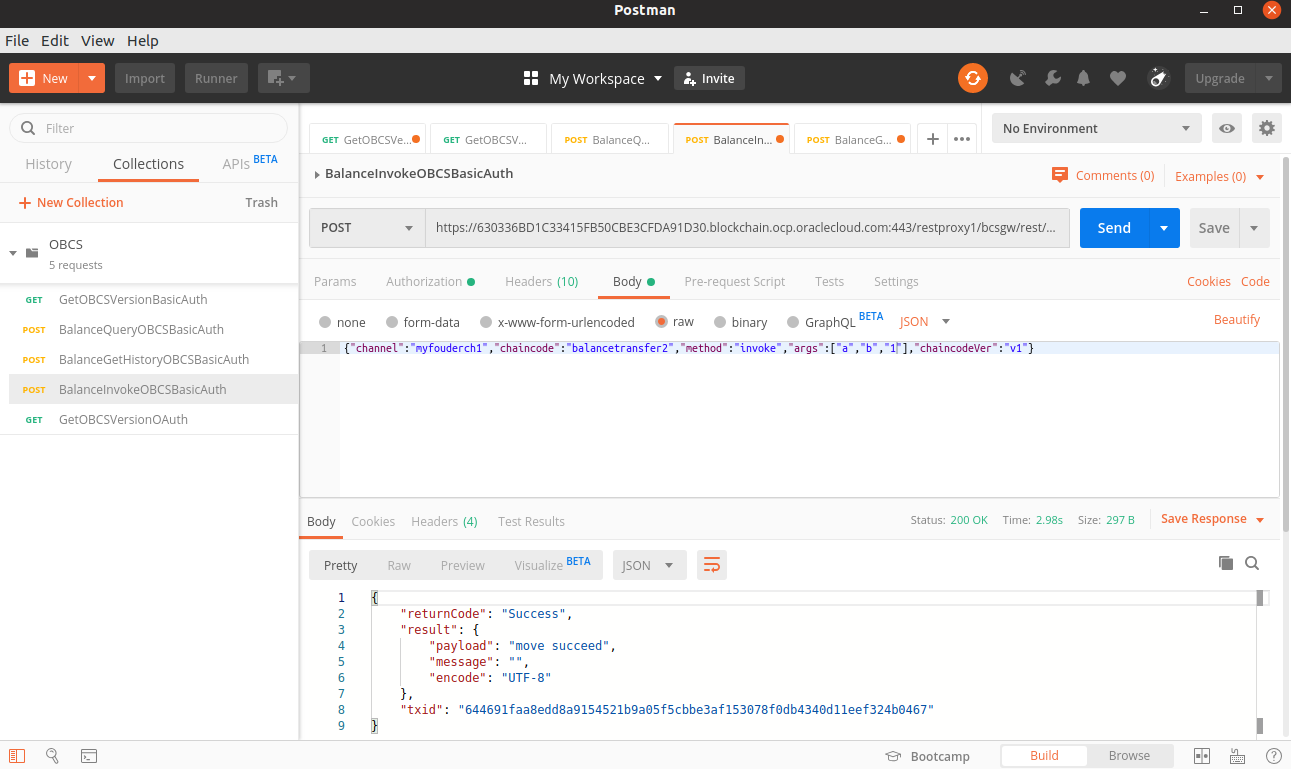 Postman
File Edit View Help
New Import Runner My Workspace Invite Upgrade
Filter
History Collections APIs BETA
New Collection Trash
OBCS
5 requests
GET GetOBCSVersionBasicAuth
POST BalanceQueryOBCSBasicAuth
POST BalanceGetHistoryOBCSBasicAuth
POST BalanceInvokeOBCSBasicAuth
GET GetOBCSVersionOAuth
GET GetOBCSVe... GET GetOBCSV... POST BalanceQ... POST BalanceIn... POST BalanceG... No Environment
BalanceInvokeOBCSBasicAuth Comments (0) Examples (0)
POST https://630336BD1C33415FB50CBE3CFDA91D30.blockchain.ocp.oraclecloud.com:443/restproxy1/bcsgw/rest/... Send Save
Params Authorization Headers (10) Body Pre-request Script Tests Settings Cookies Code
none form-data x-www-form-urlencoded raw binary GraphQL BETA JSON Beautify
1 {"channel":"myfouderch1","chaincode":"balancetransfer2","method":"invoke","args":["a","b","1"],"chaincodeVer":"v1"}
Body Cookies Headers (4) Test Results Status: 200 OK Time: 2.98s Size: 297 B Save Response
Pretty Raw Preview Visualize BETA JSON
1 {
2 "returnCode": "Success",
3 "result": {
4 "payload": "move succeed",
5 "message": "",
6 "encode": "UTF-8"
7 },
8 "txid": "644691faa8edd8a9154521b9a05f5cbbe3af153078f0db4340d11eef324b0467"
9 }
Bootcamp Build Browse